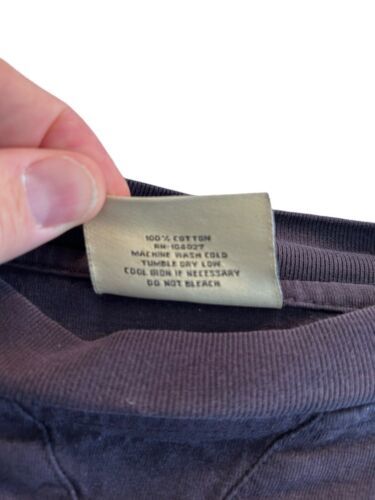 100% COTTON
RN-104027
MACHINE WASH COLD
TUMBLE DRY LOW
COOL IRON IF NECESSARY
DO NOT BLEACH